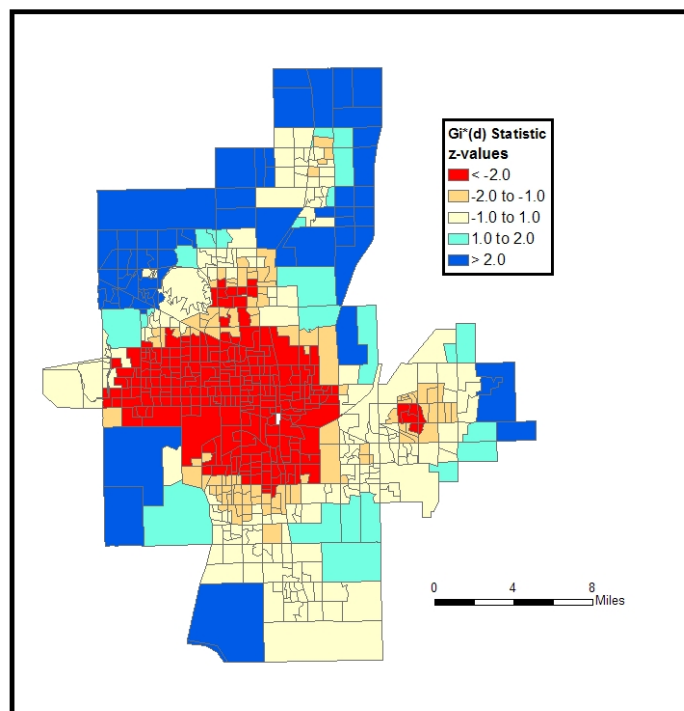 Gi*(d) Statistic
z-values
< -2.0
-2.0 to -1.0
-1.0 to 1.0
1.0 to 2.0
> 2.0
0 4 8
Miles